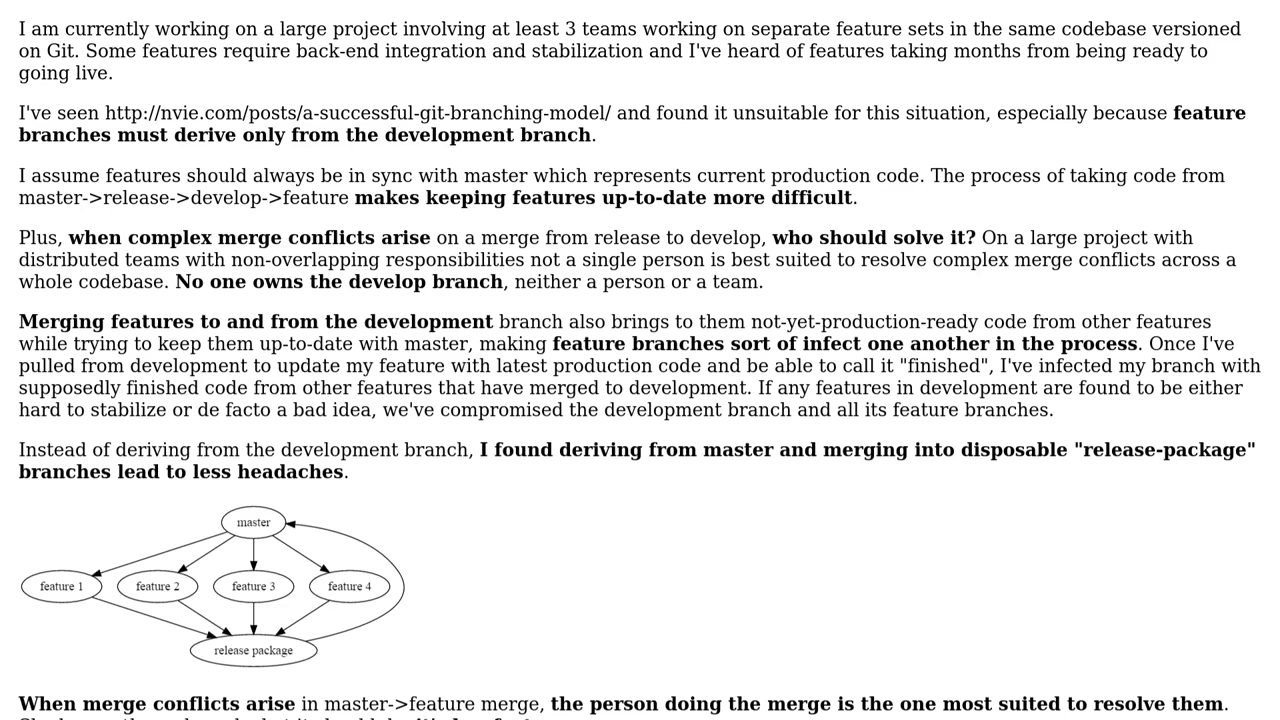 I am currently working on a large project involving at least 3 teams working on separate feature sets in the same codebase versioned
on Git. Some features require back-end integration and stabilization and I've heard of features taking months from being ready to
going live.
I've seen http://nvie.com/posts/a-successful-git-branching-model/ and found it unsuitable for this situation, especially because feature
branches must derive only from the development branch.
I assume features should always be in sync with master which represents current production code. The process of taking code from
master->release->develop->feature makes keeping features up-to-date more difficult.
Plus, when complex merge conflicts arise on a merge from release to develop, who should solve it? On a large project with
distributed teams with non-overlapping responsibilities not a single person is best suited to resolve complex merge conflicts across a
whole codebase. No one owns the develop branch, neither a person or a team.
Merging features to and from the development branch also brings to them not-yet-production-ready code from other features
while trying to keep them up-to-date with master, making feature branches sort of infect one another in the process. Once I've
pulled from development to update my feature with latest production code and be able to call it "finished", I've infected my branch with
supposedly finished code from other features that have merged to development. If any features in development are found to be either
hard to stabilize or de facto a bad idea, we've compromised the development branch and all its feature branches.
Instead of deriving from the development branch, I found deriving from master and merging into disposable "release-package"
branches lead to less headaches.
master
feature 1
feature 2
feature 3
feature 4
release package
When merge conflicts arise in master->feature merge, the person doing the merge is the one most suited to resolve them.